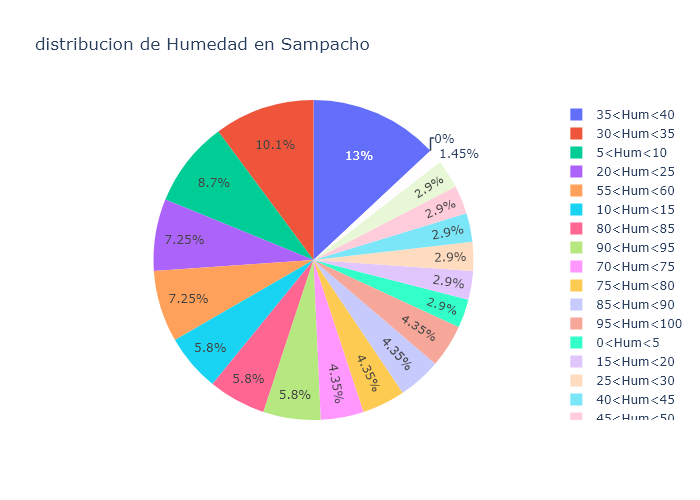 distribucion de Humedad en Sampacho
13%
0%
1.45%
2.9%
2.9%
2.9%
2.9%
2.9%
2.9%
4.35%
4.35%
4.35%
4.35%
5.8%
5.8%
5.8%
7.25%
7.25%
8.7%
10.1%
35<Hum<40
30<Hum<35
5<Hum<10
20<Hum<25
55<Hum<60
10<Hum<15
80<Hum<85
90<Hum<95
70<Hum<75
75<Hum<80
85<Hum<90
95<Hum<100
0<Hum<5
15<Hum<20
25<Hum<30
40<Hum<45
45<Hum<50